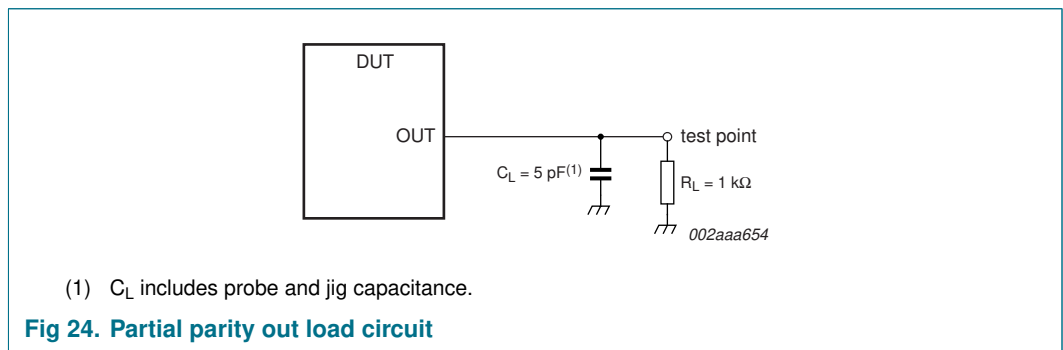 DUT
OUT
test point
C_L = 5 pF(1)
R_L = 1 kΩ
002aaa654
(1) C_L includes probe and jig capacitance.
Fig 24. Partial parity out load circuit